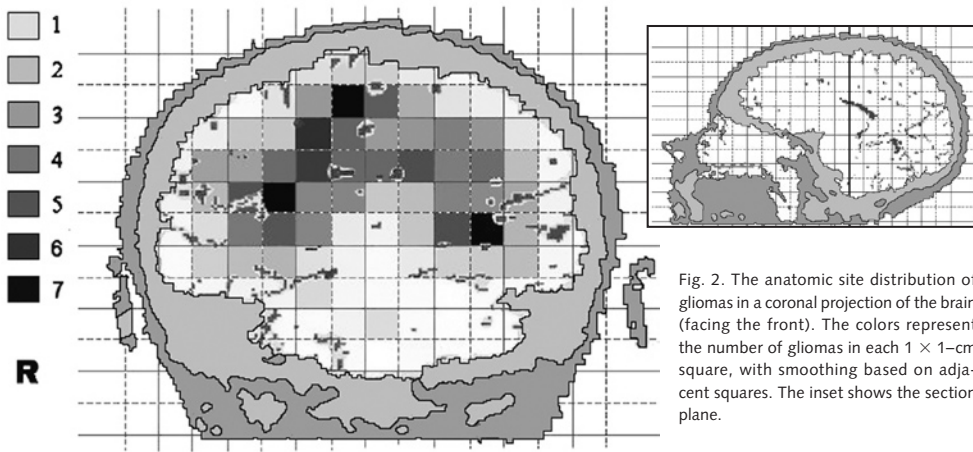 1
2
3
4
5
6
7
R
Fig. 2. The anatomic site distribution of
gliomas in a coronal projection of the brain
(facing the front). The colors represent
the number of gliomas in each 1 × 1–cm
square, with smoothing based on adja-
cent squares. The inset shows the section
plane.